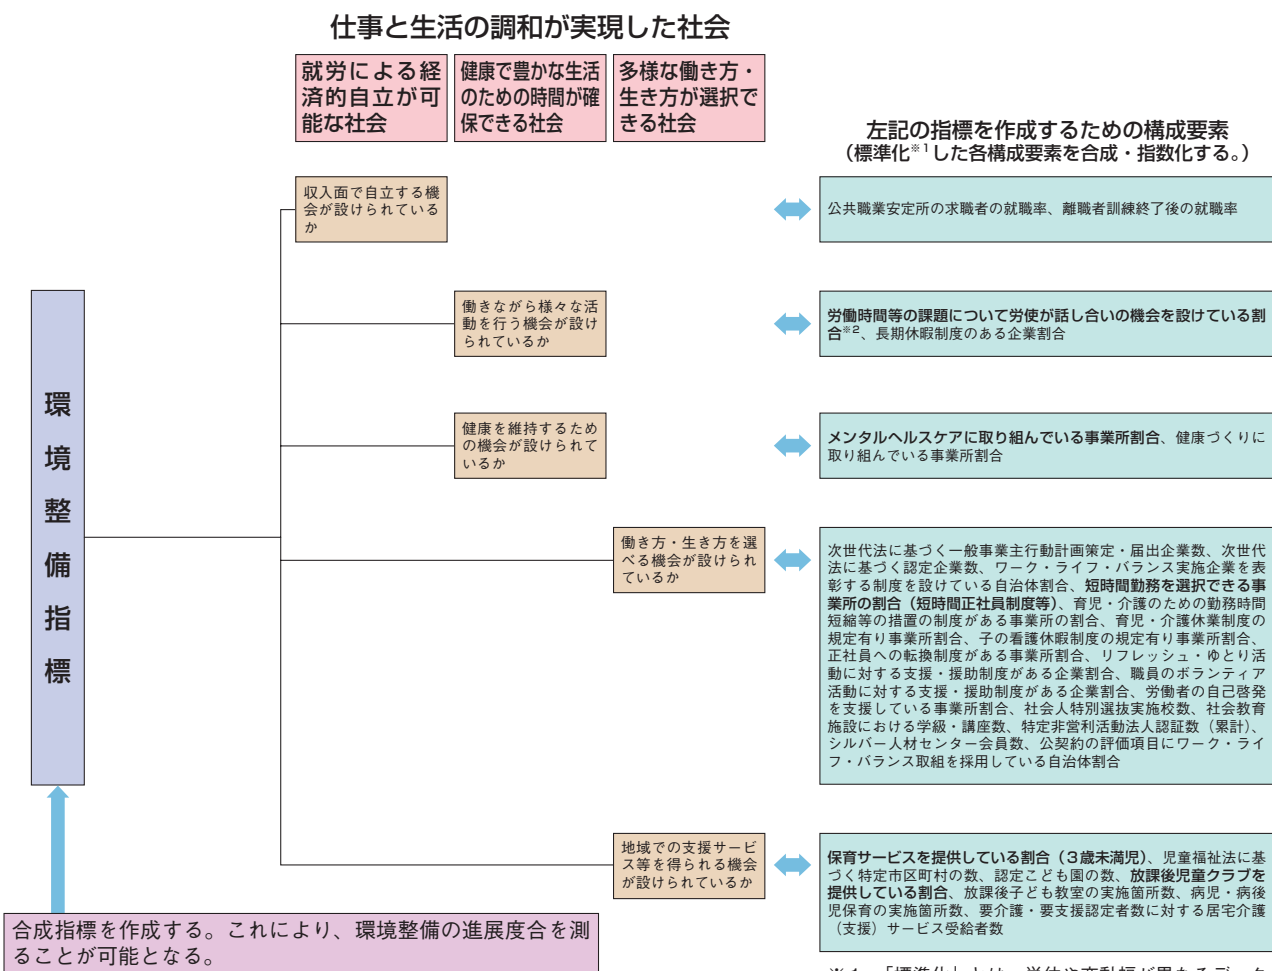 仕事と生活の調和が実現した社会
就労による経
済的自立が可
能な社会
健康で豊かな生活
のための時間が確
保できる社会
多様な働き方・
生き方が選択で
きる社会
左記の指標を作成するための構成要素
（標準化※1した各構成要素を合成・指数化する。）
収入面で自立する機
会が設けられている
か
公共職業安定所の求職者の就職率、離職者訓練終了後の就職率
働きながら様々な活
動を行う機会が設け
られているか
労働時間等の課題について労使が話し合いの機会を設けている割
合※2、長期休暇制度のある企業割合
健康を維持するため
の機会が設けられて
いるか
メンタルヘルスケアに取り組んでいる事業所割合、健康づくりに
取り組んでいる事業所割合
環境整備指標
働き方・生き方を選
べる機会が設けられ
ているか
次世代法に基づく一般事業主行動計画策定・届出企業数、次世代
法に基づく認定企業数、ワーク・ライフ・バランス実施企業を表
彰する制度を設けている自治体割合、短時間勤務を選択できる事
業所の割合（短時間正社員制度等）、育児・介護のための勤務時間
短縮等の措置の制度がある事業所の割合、育児・介護休業制度の
規定有り事業所割合、子の看護休暇制度の規定有り事業所割合、
正社員への転換制度がある事業所割合、リフレッシュ・ゆとり活
動に対する支援・援助制度がある企業割合、職員のボランティア
活動に対する支援・援助制度がある企業割合、労働者の自己啓発
を支援している事業所割合、社会人特別選抜実施校数、社会教育
施設における学級・講座数、特定非営利活動法人認証数（累計）、
シルバー人材センター会員数、公契約の評価項目にワーク・ライ
フ・バランス取組を採用している自治体割合
地域での支援サービ
ス等を得られる機会
が設けられているか
保育サービスを提供している割合（３歳未満児）、児童福祉法に基
づく特定市区町村の数、認定こども園の数、放課後児童クラブを
提供している割合、放課後子ども教室の実施箇所数、病児・病後
児保育の実施箇所数、要介護・要支援認定者数に対する居宅介護
（支援）サービス受給者数
合成指標を作成する。これにより、環境整備の進展度合を測
ることが可能となる。
※1 「標準化」とは、単位や変動幅が異なるデータ